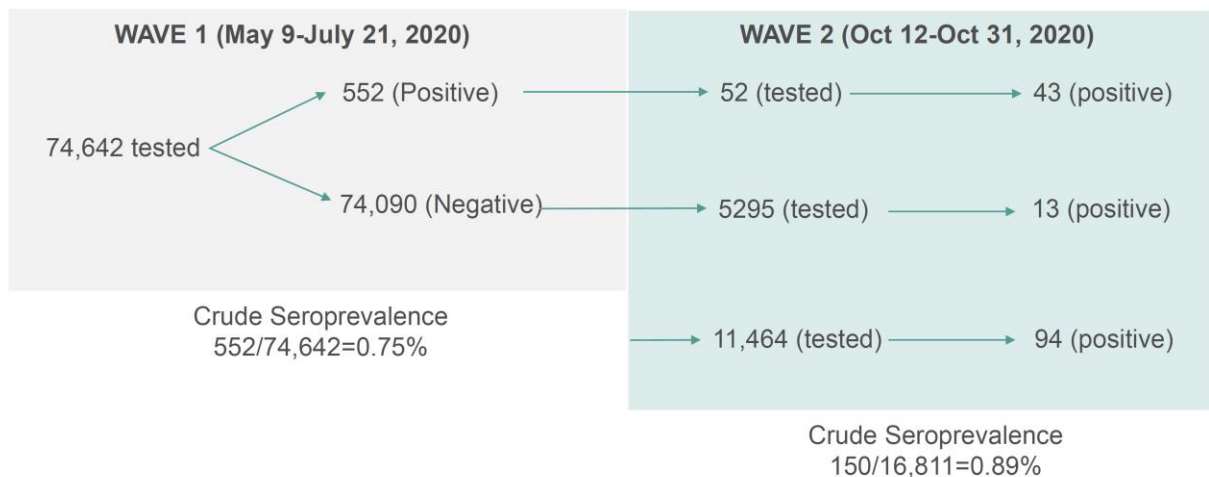 WAVE 1 (May 9-July 21, 2020)
WAVE 2 (Oct 12-Oct 31, 2020)
552 (Positive)
52 (tested)
43 (positive)
74,642 tested
74,090 (Negative)
5295 (tested)
13 (positive)
Crude Seroprevalence
552/74,642=0.75%
11,464 (tested)
94 (positive)
Crude Seroprevalence
150/16,811=0.89%